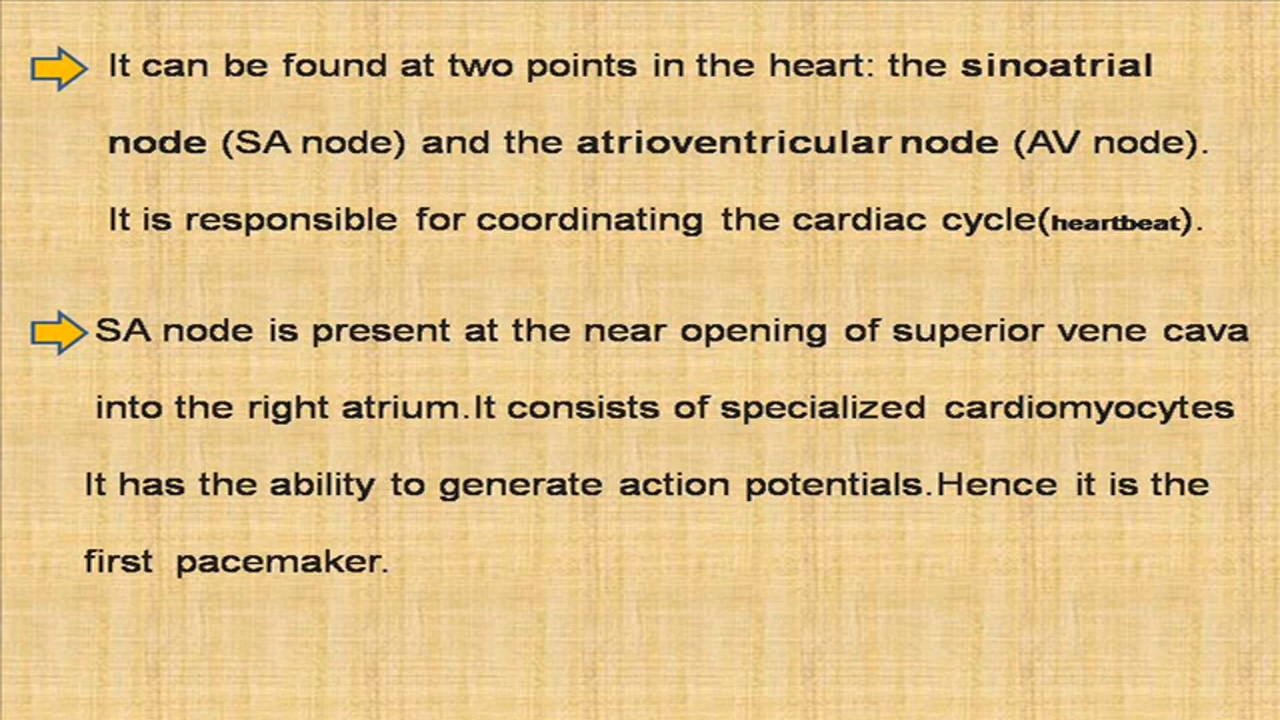 It can be found at two points in the heart: the sinoatrial
node (SA node) and the atrioventricular node (AV node).
It is responsible for coordinating the cardiac cycle(heartbeat).
SA node is present at the near opening of superior vene cava
into the right atrium.It consists of specialized cardiomyocytes
It has the ability to generate action potentials.Hence it is the
first pacemaker.